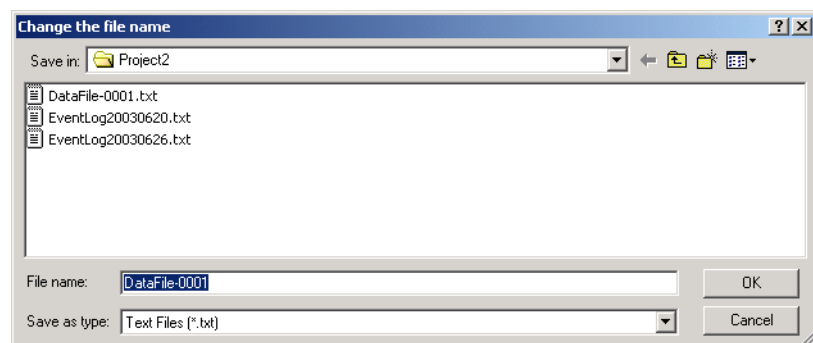 Change the file name
Save in: Project2
DataFile-0001.txt
EventLog20030620.txt
EventLog20030626.txt
File name: DataFile-0001 OK
Save as type: Text Files (*.txt) Cancel